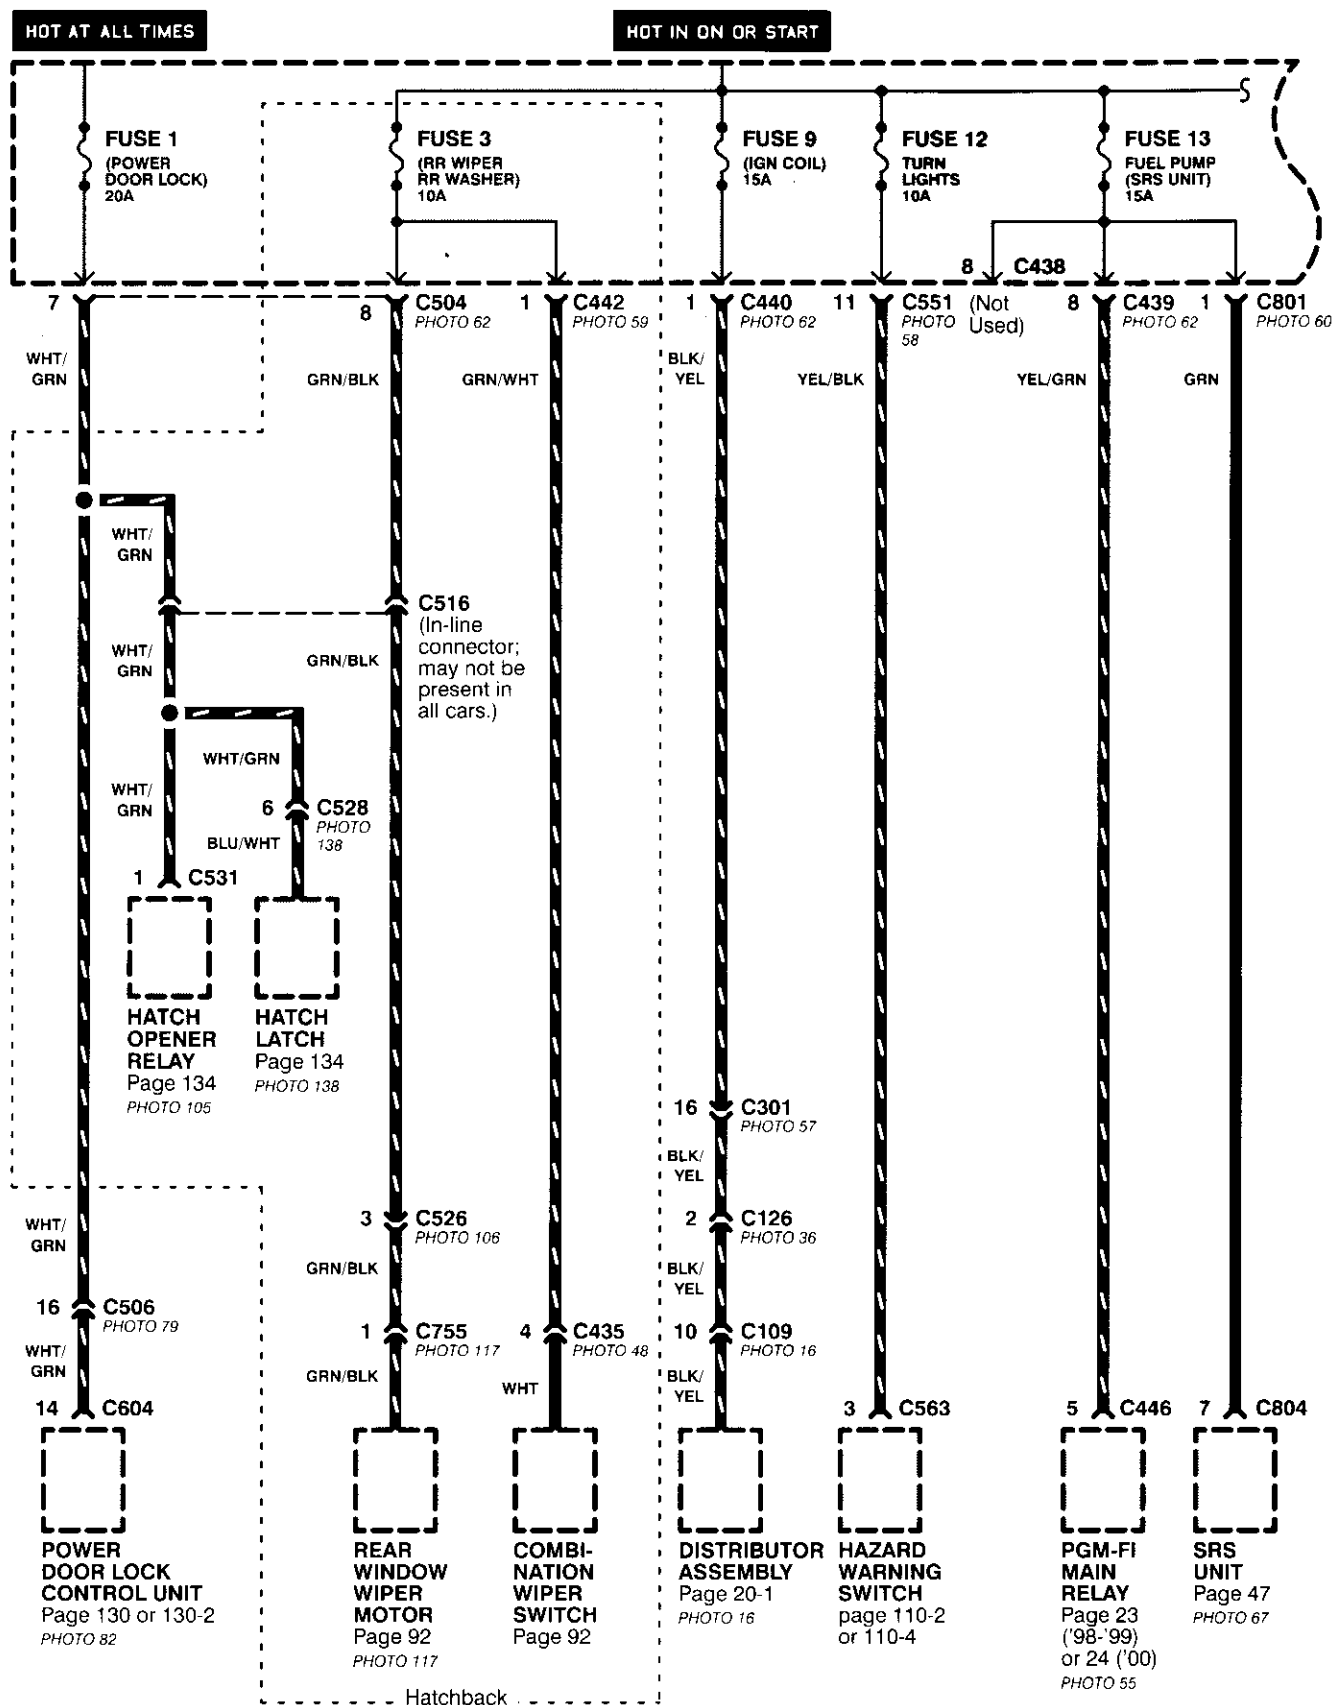 HOT AT ALL TIMES
HOT IN ON OR START
FUSE 1
(POWER
DOOR LOCK)
20A
FUSE 3
(RR WIPER
RR WASHER)
10A
FUSE 9
(IGN COIL)
15A
FUSE 12
TURN
LIGHTS
10A
FUSE 13
FUEL PUMP
(SRS UNIT)
15A
7
8
C504
PHOTO 62
1
C442
PHOTO 59
1
C440
PHOTO 62
11
C551
PHOTO
58
8
C438
(Not
Used)
8
C439
PHOTO 62
1
C801
PHOTO 60
WHT/
GRN
GRN/BLK
GRN/WHT
BLK/
YEL
YEL/BLK
YEL/GRN
GRN
WHT/
GRN
C516
(In-line
connector;
may not be
present in
all cars.)
WHT/
GRN
GRN/BLK
WHT/GRN
WHT/
GRN
6
C528
PHOTO
138
BLU/WHT
1
C531
HATCH
OPENER
RELAY
Page 134
PHOTO 105
HATCH
LATCH
Page 134
PHOTO 138
16
C301
PHOTO 57
BLK/
YEL
WHT/
GRN
3
C526
PHOTO 106
2
C126
PHOTO 36
GRN/BLK
BLK/
YEL
16
C506
PHOTO 79
1
C755
PHOTO 117
4
C435
PHOTO 48
10
C109
PHOTO 16
WHT/
GRN
GRN/BLK
WHT
BLK/
YEL
14
C604
3
C563
5
C446
7
C804
POWER
DOOR LOCK
CONTROL UNIT
Page 130 or 130-2
PHOTO 82
REAR
WINDOW
WIPER
MOTOR
Page 92
PHOTO 117
COMBI-
NATION
WIPER
SWITCH
Page 92
DISTRIBUTOR
ASSEMBLY
Page 20-1
PHOTO 16
HAZARD
WARNING
SWITCH
page 110-2
or 110-4
PGM-FI
MAIN
RELAY
Page 23
('98-'99)
or 24 ('00)
PHOTO 55
SRS
UNIT
Page 47
PHOTO 67
Hatchback